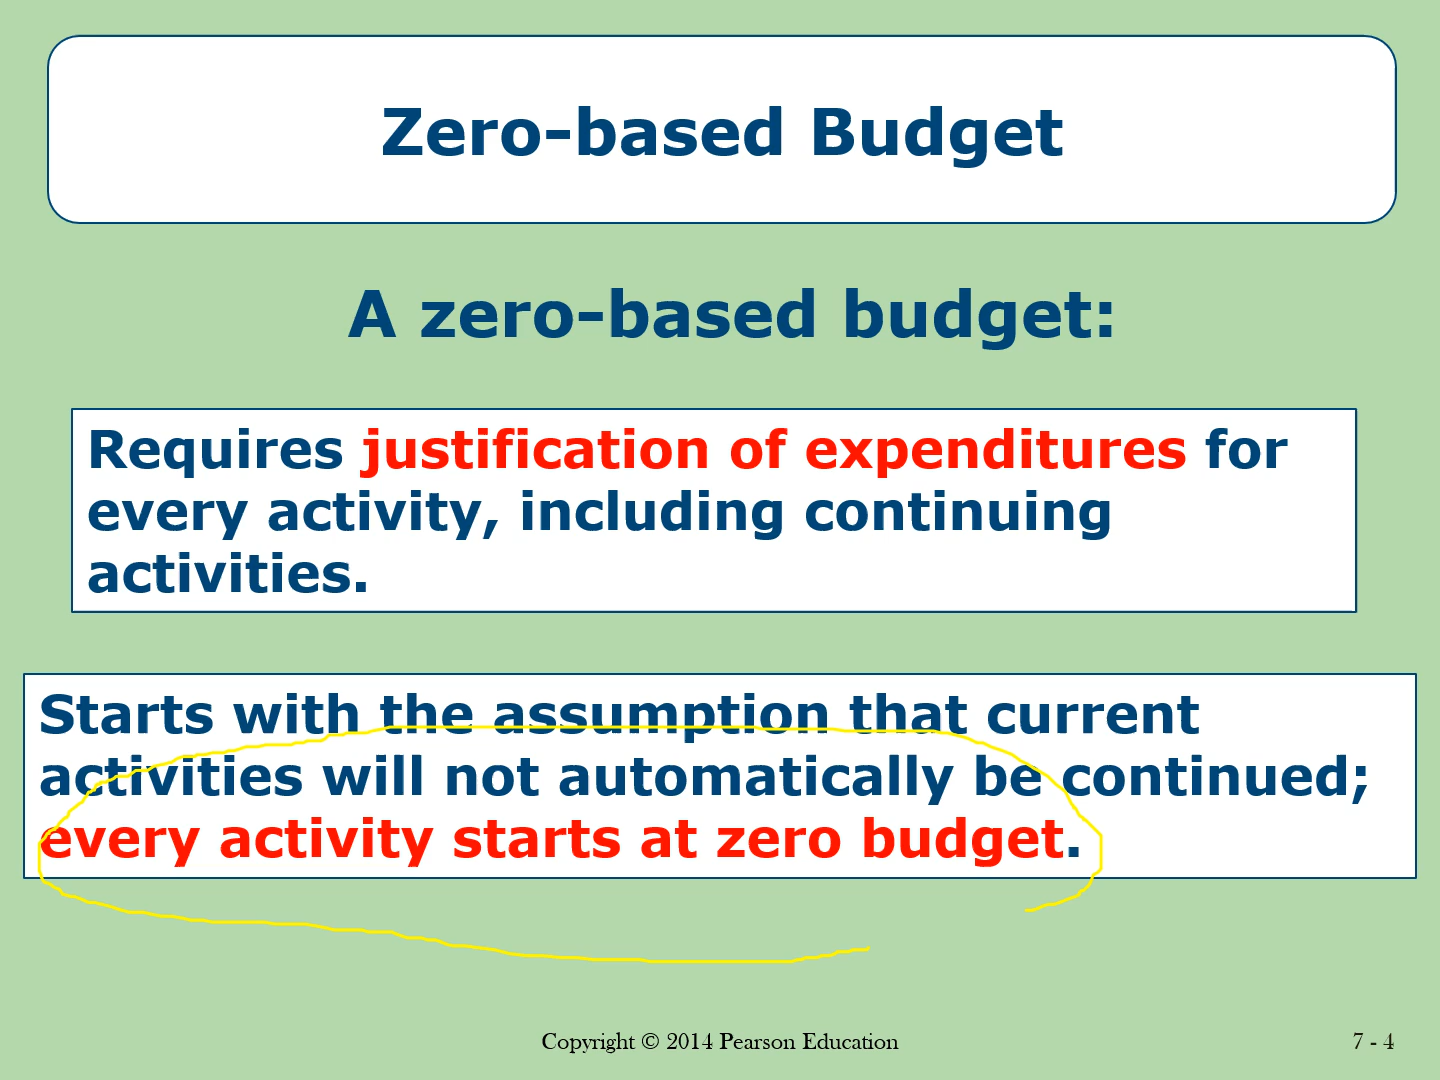 Zero-based Budget
A zero-based budget:
Requires justification of expenditures for
every activity, including continuing
activities.
Starts with the assumption that current
activities will not automatically be continued;
every activity starts at zero budget.
Copyright © 2014 Pearson Education
7 - 4